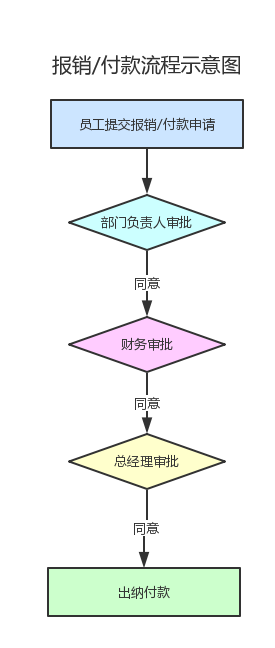 报销/付款流程示意图
员工提交报销/付款申请
部门负责人审批
同意
财务审批
同意
总经理审批
同意
出纳付款